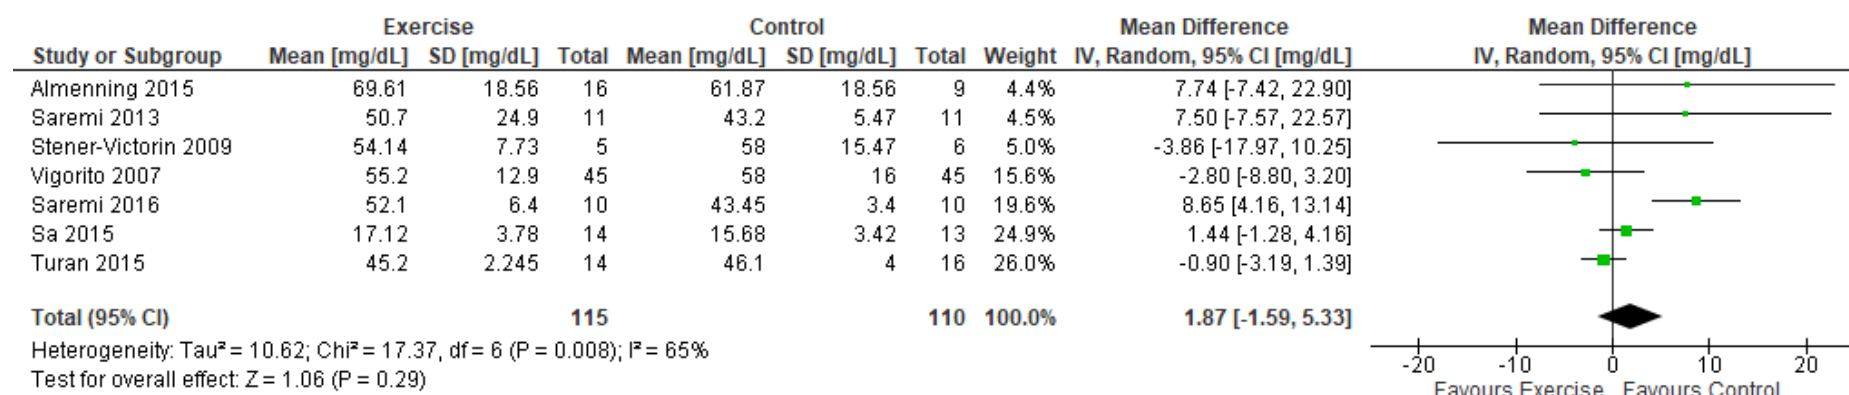 Exercise Control Mean Difference Mean Difference
Study or Subgroup Mean [mg/dL] SD [mg/dL] Total Mean [mg/dL] SD [mg/dL] Total Weight IV, Random, 95% CI [mg/dL] IV, Random, 95% CI [mg/dL]
Almenning 2015 69.61 18.56 16 61.87 18.56 9 4.4% 7.74 [-7.42, 22.90]
Saremi 2013 50.7 24.9 11 43.2 5.47 11 4.5% 7.50 [-7.57, 22.57]
Stener-Victorin 2009 54.14 7.73 5 58 15.47 6 5.0% -3.86 [-17.97, 10.25]
Vigorito 2007 55.2 12.9 45 58 16 45 15.6% -2.80 [-8.80, 3.20]
Saremi 2016 52.1 6.4 10 43.45 3.4 10 19.6% 8.65 [4.16, 13.14]
Sa 2015 17.12 3.78 14 15.68 3.42 13 24.9% 1.44 [-1.28, 4.16]
Turan 2015 45.2 2.245 14 46.1 4 16 26.0% -0.90 [-3.19, 1.39]
Total (95% CI) 115 110 100.0% 1.87 [-1.59, 5.33]
Heterogeneity: Tau² = 10.62; Chi² = 17.37, df = 6 (P = 0.008); I² = 65%
Test for overall effect: Z = 1.06 (P = 0.29)
-20 -10 0 10 20
Favours Exercise Favours Control